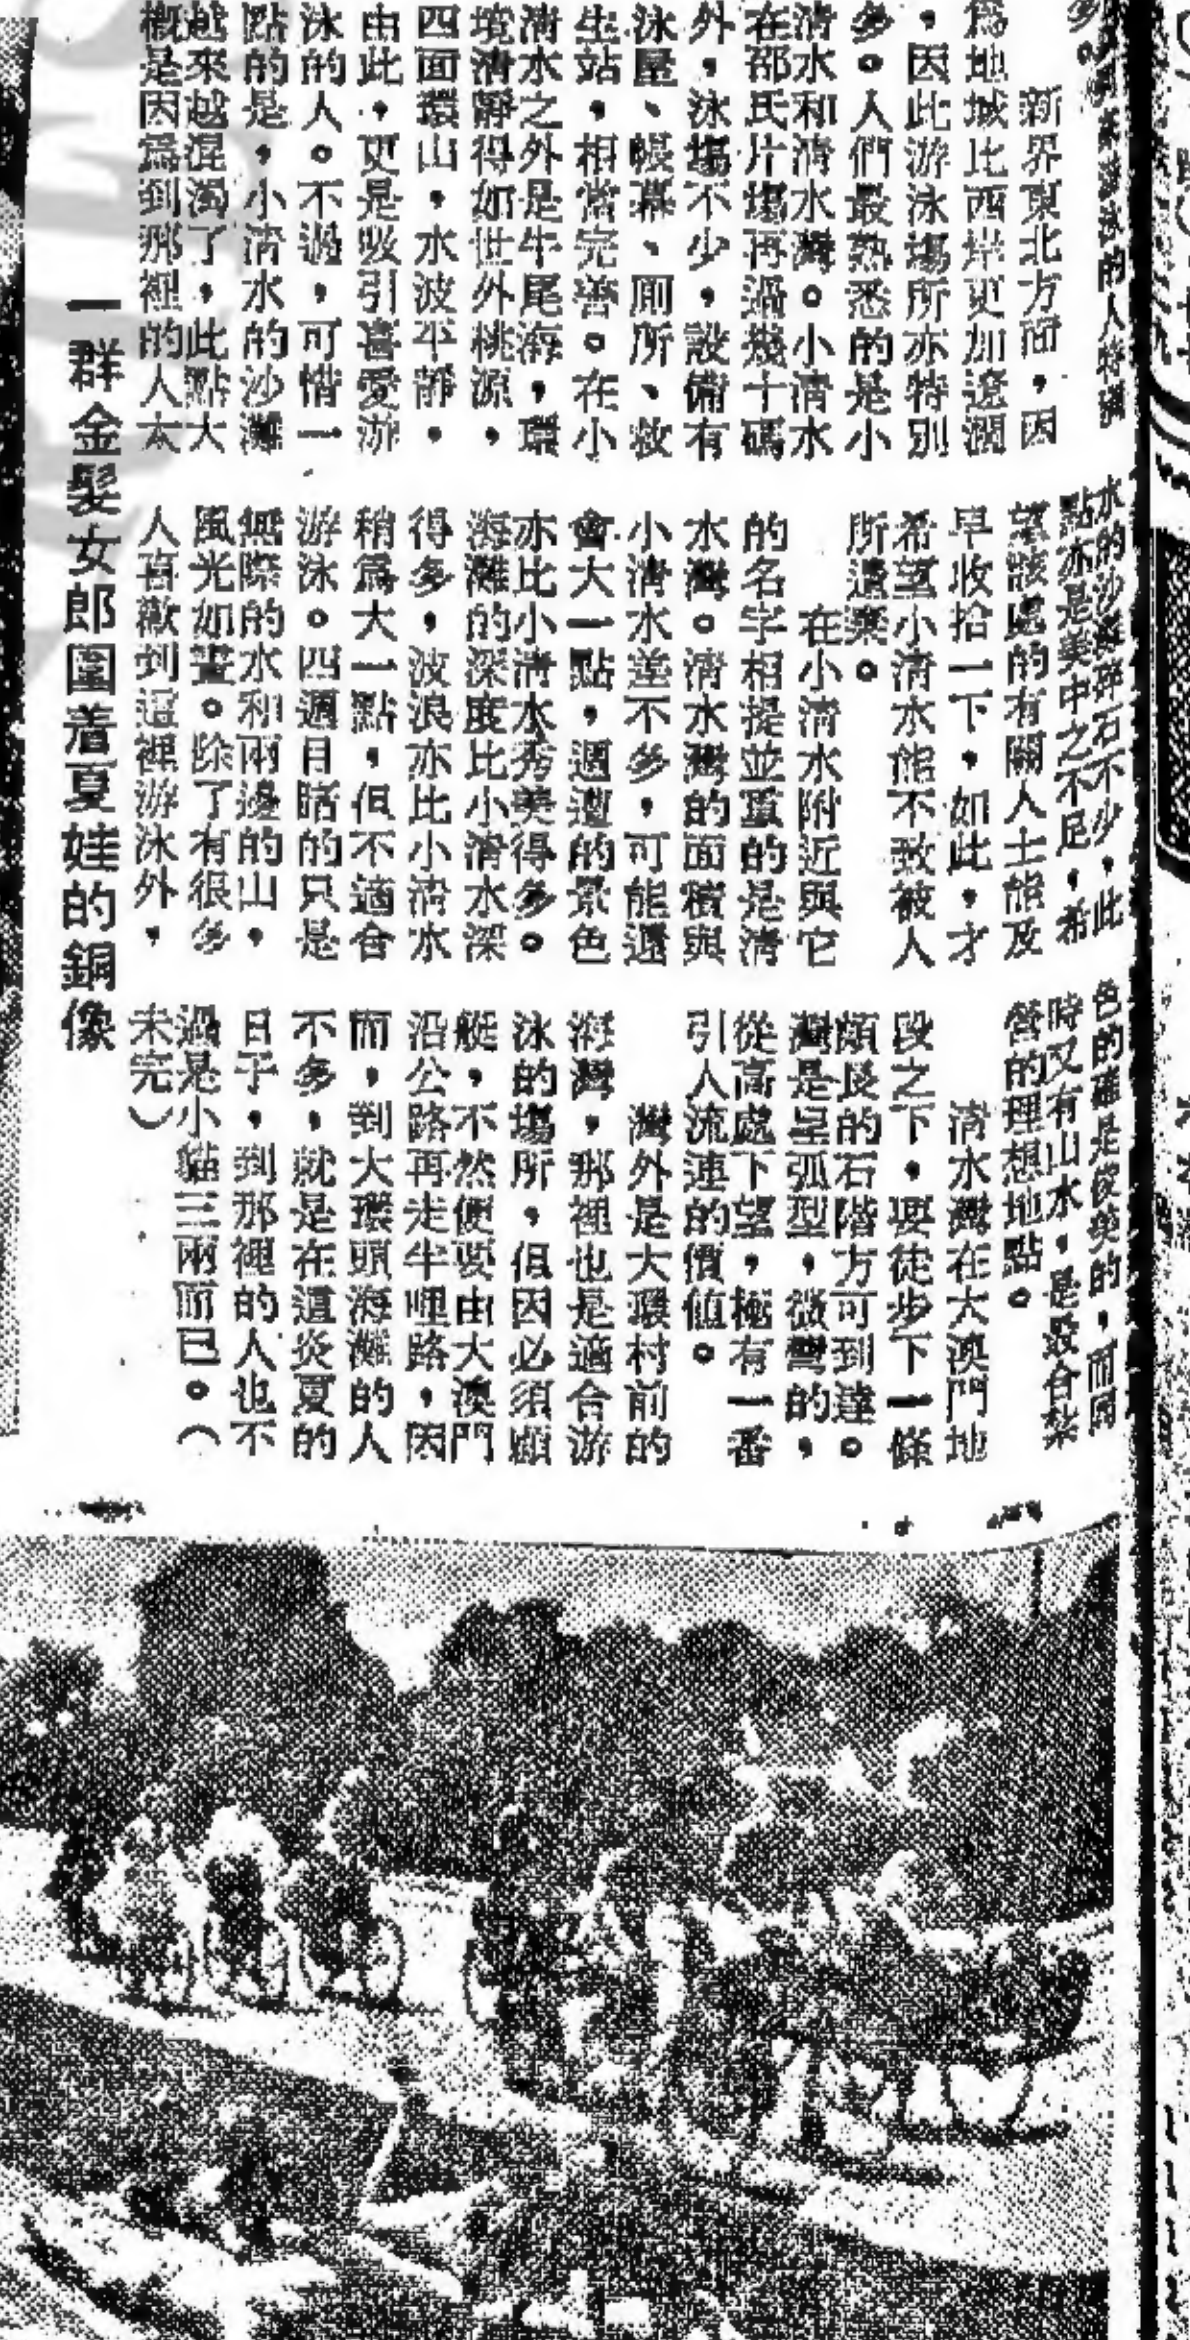 多。
新界東北方面，因
爲地域比西岸更加遼濶
，因此游泳塲所亦特別
多。人們最熟悉的是小
清水和清水灣。小清水
在邵氏片塲再過幾十碼
外，泳塲不少，設備有
泳屋、帳幕、厠所、救
生站，相當完善。在小
清水之外是牛尾海，環
境清靜得如世外桃源，
四面環山，水波平靜，
由此，更是吸引喜愛游
泳的人。不過，可惜一
點的是，小清水的沙灘
越來越混濁了，此點大
概是因爲到那裡的人太
水的沙灘碎石不少，此
點亦是美中之不足，希
望該處的有關人士能及
早收拾一下，如此，才
希望小清水能不致被人
所遺棄。
在小清水附近與它
的名字相提並重的是清
水灣。清水灣的面積與
小清水差不多，可能還
會大一點，週遭的景色
亦比小清水秀美得多。
海灘的深度比小清水深
得多，波浪亦比小清水
稍爲大一點，但不適合
游泳。四週目睹的只是
無際的水和兩邊的山，
風光如畫。除了有很多
人喜歡到這裡游泳外，
色的確是俊美的，而同
時又有山水，是最合紮
營的理想地點。
清水灣在大澳門地
段之下，要徒步下一條
頗長的石階方可到達。
灣是呈弧型，微彎的，
從高處下望，極有一番
引人流連的價值。
灣外是大環村前的
海灣，那裡也是適合游
泳的塲所，但因必須顧
艇，不然便要由大澳門
沿公路再走半哩路，因
而，到大環頭海灘的人
不多，就是在這炎夏的
日子，到那裡的人也不
過是小貓三兩而已。（
未完）
一群金髮女郎圍着夏娃的銅像